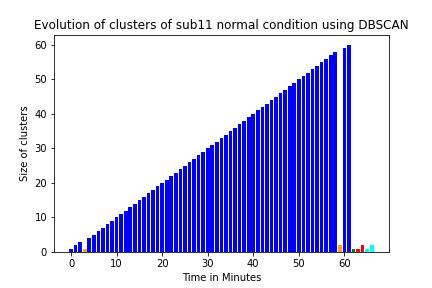 Evolution of clusters of sub11 normal condition using DBSCAN
60
50
40
30
20
10
0
Size of clusters
0 10 20 30 40 50 60
Time in Minutes